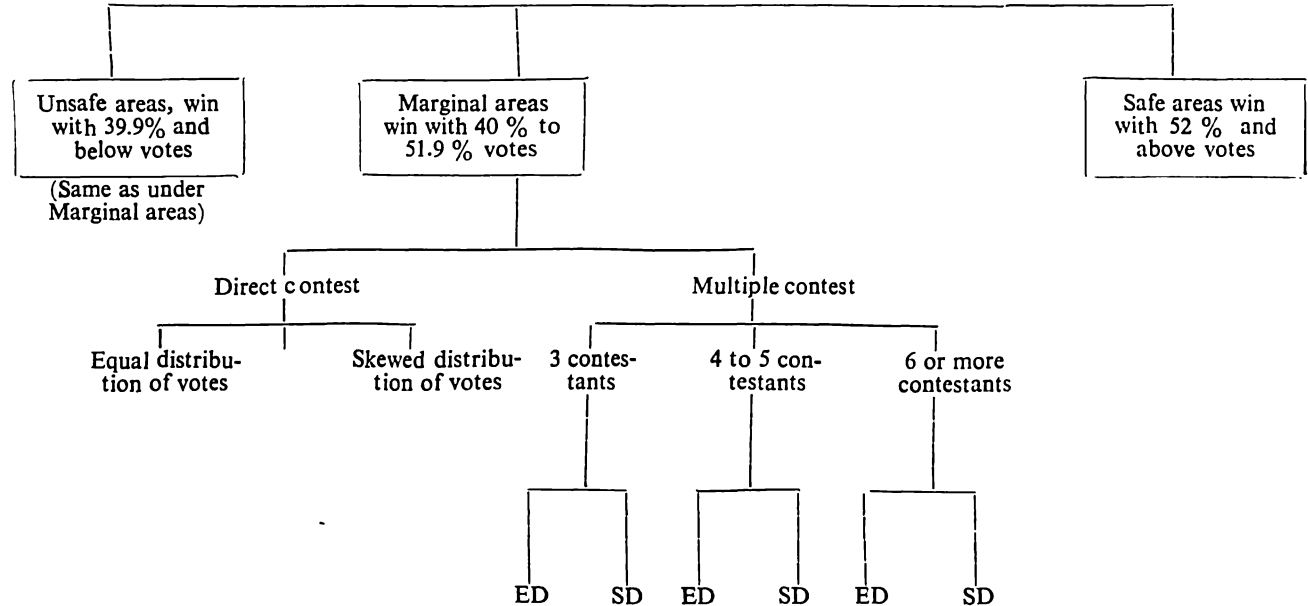 Unsafe areas, win
with 39.9% and
below votes
(Same as under
Marginal areas)
Marginal areas
win with 40 % to
51.9 % votes
Safe areas win
with 52 % and
above votes
Direct contest
Multiple contest
Equal distribu-
tion of votes
Skewed distribu-
tion of votes
3 contes-
tants
4 to 5 con-
testants
6 or more
contestants
ED
SD
ED
SD
ED
SD